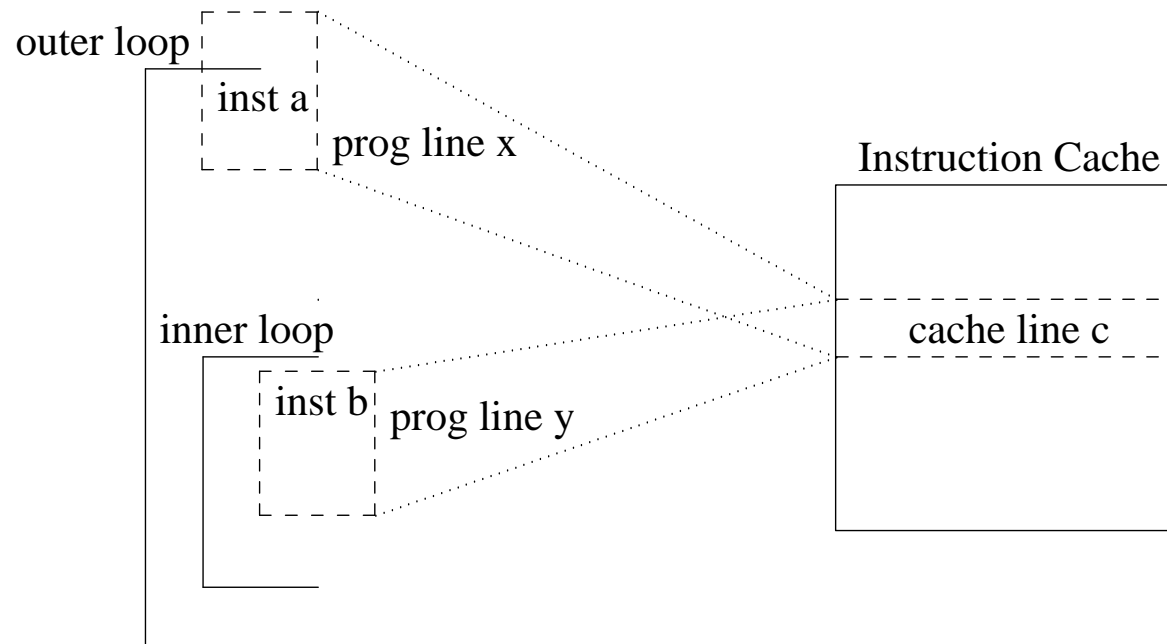 outer loop
inst a
prog line x
Instruction Cache
inner loop
cache line c
inst b
prog line y